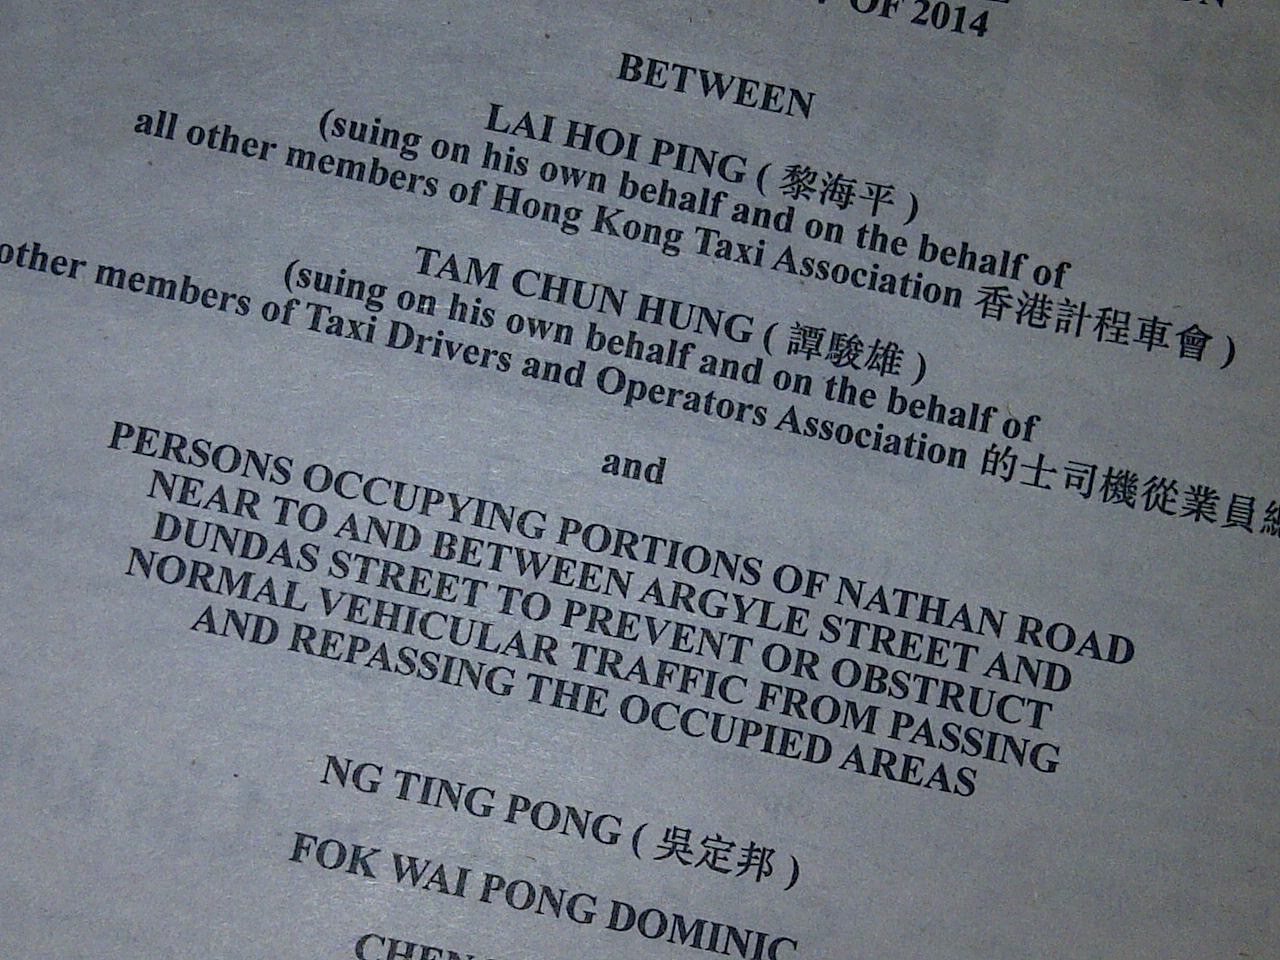 OF 2014
BETWEEN
LAI HOI PING ( 黎海平 )
(suing on his own behalf and on the behalf of
all other members of Hong Kong Taxi Association 香港計程車會 )
TAM CHUN HUNG ( 譚駿雄 )
(suing on his own behalf and on the behalf of
other members of Taxi Drivers and Operators Association 的士司機從業員總
and
PERSONS OCCUPYING PORTIONS OF NATHAN ROAD
NEAR TO AND BETWEEN ARGYLE STREET AND
DUNDAS STREET TO PREVENT OR OBSTRUCT
NORMAL VEHICULAR TRAFFIC FROM PASSING
AND REPASSING THE OCCUPIED AREAS
NG TING PONG ( 吳定邦 )
FOK WAI PONG DOMINIC